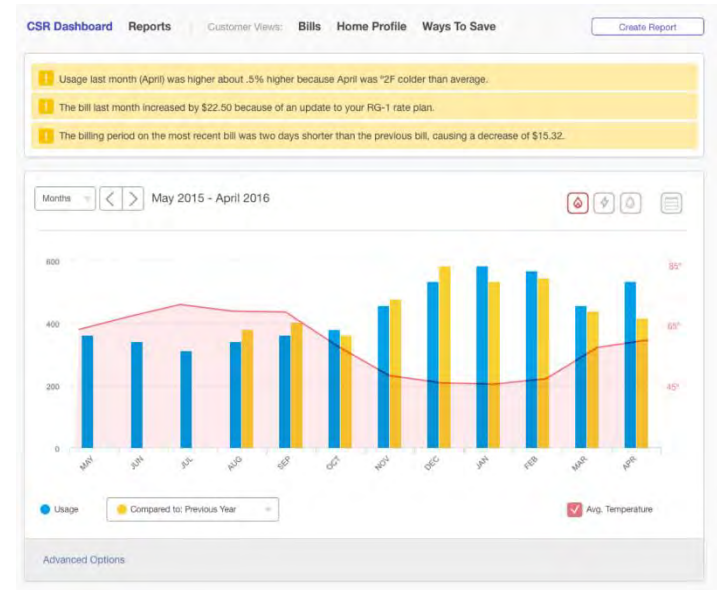 CSR Dashboard Reports Customer Views: Bills Home Profile Ways To Save Create Report
! Usage last month (April) was higher about .5% higher because April was °2F colder than average.
! The bill last month increased by $22.50 because of an update to your RG-1 rate plan.
! The billing period on the most recent bill was two days shorter than the previous bill, causing a decrease of $15.32.
Months < > May 2015 - April 2016
600 85°
400 65°
200 45°
0
MAY JUN JUL AUG SEP OCT NOV DEC JAN FEB MAR APR
Usage Compared to: Previous Year Avg. Temperature
Advanced Options